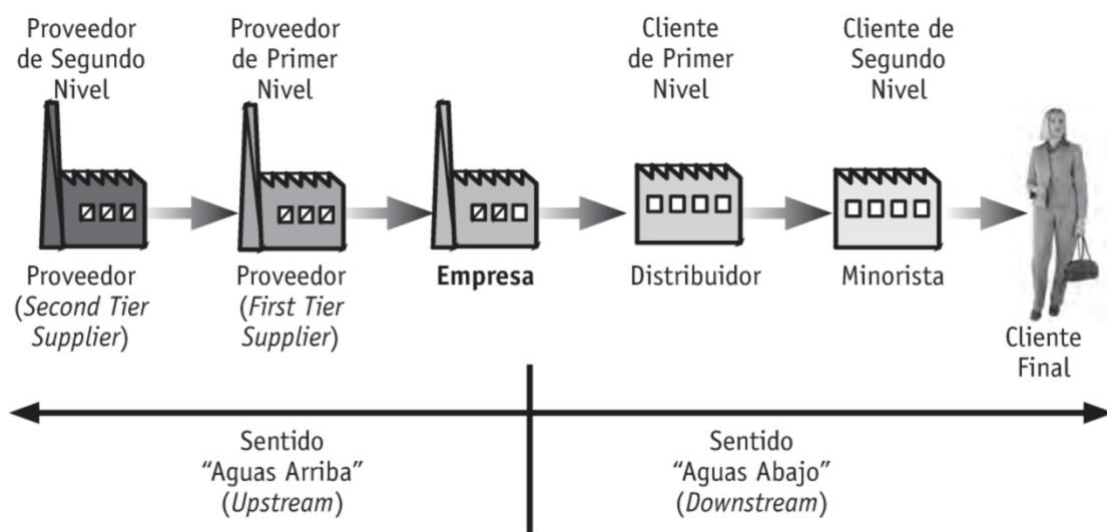 Proveedor
de Segundo
Nivel
Proveedor
de Primer
Nivel
Cliente
de Primer
Nivel
Cliente de
Segundo
Nivel
Proveedor
(Second Tier
Supplier)
Proveedor
(First Tier
Supplier)
Empresa
Distribuidor
Minorista
Cliente
Final
Sentido
“Aguas Arriba”
(Upstream)
Sentido
“Aguas Abajo”
(Downstream)